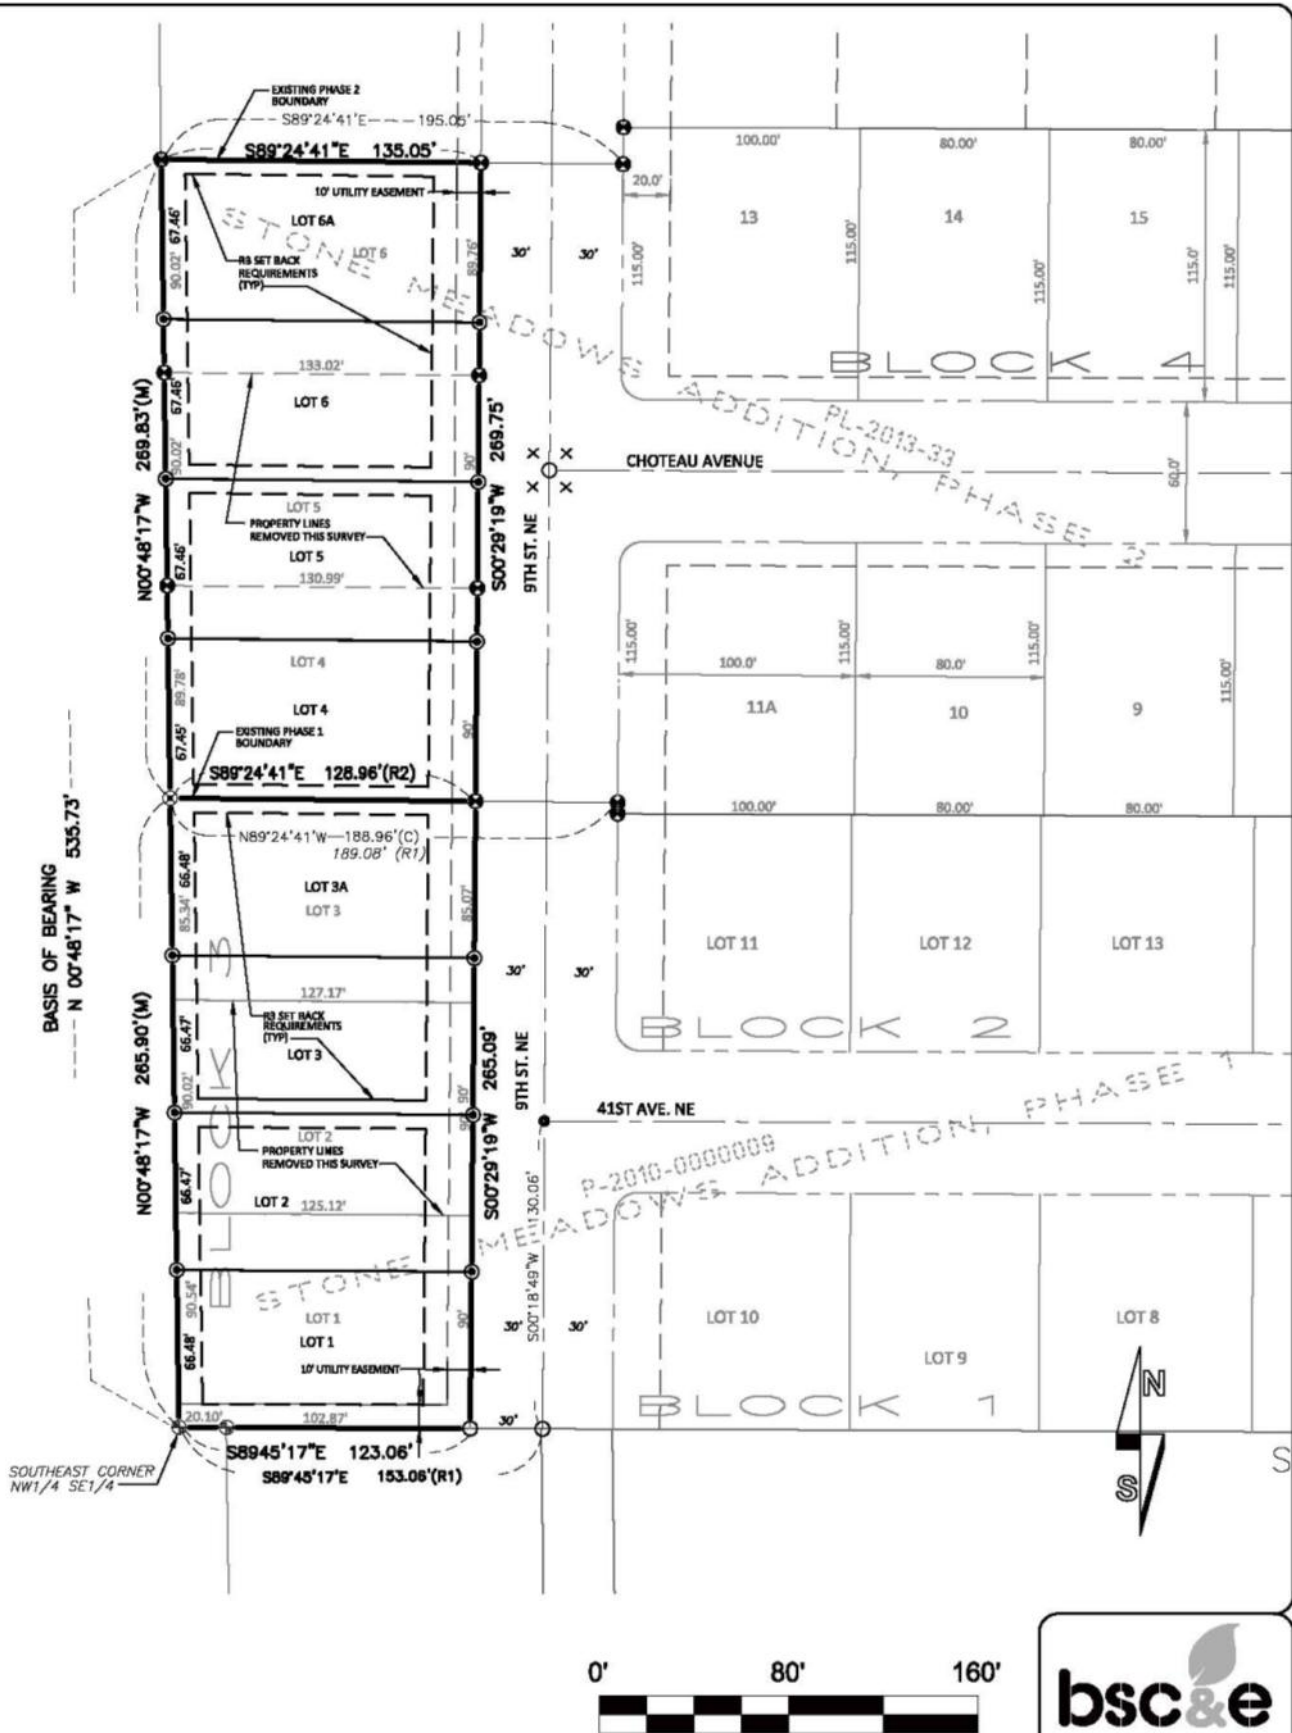 EXISTING PHASE 2
BOUNDARY
S89°24'41"E 195.05'
S89°24'41"E 135.05'
10' UTILITY EASEMENT
LOT 6A
LOT 6
67.46'
90.02'
R3 SET BACK
REQUIREMENTS
(TYP)
89.76'
30'
30'
STONE MEADOWS ADDITION, PHASE 2
PL-2013-33
100.00'
80.00'
80.00'
20.0'
13
14
15
115.00'
115.00'
115.00'
115.0'
115.00'
BLOCK 4
133.02'
LOT 6
67.46'
90.02'
N00°48'17"W 269.83'(M)
S00°29'19"W 269.75'
90'
CHOTEAU AVENUE
60.0'
9TH ST. NE
LOT 5
PROPERTY LINES
REMOVED THIS SURVEY
LOT 5
67.46'
130.99'
LOT 4
89.78'
LOT 4
67.45'
90'
115.00'
115.00'
115.00'
115.00'
100.0'
80.0'
11A
10
9
EXISTING PHASE 1
BOUNDARY
S89°24'41"E 128.96'(R2)
100.00'
80.00'
80.00'
N89°24'41"W 188.96'(C)
189.08' (R1)
BASIS OF BEARING
N 00°48'17" W 535.73'
66.48'
85.34'
LOT 3A
LOT 3
85.07'
LOT 11
LOT 12
LOT 13
30'
30'
127.17'
R3 SET BACK
REQUIREMENTS
(TYP)
LOT 3
66.47'
90.02'
N00°48'17"W 265.90'(M)
S00°29'19"W 265.09'
90'
90'
9TH ST. NE
BLOCK 2
BLOCK 3
41ST AVE. NE
STONE MEADOWS ADDITION, PHASE 1
P-2010-0000009
LOT 2
PROPERTY LINES
REMOVED THIS SURVEY
LOT 2
125.12'
66.47'
S00°18'49"W 130.06'
90.54'
LOT 1
LOT 1
66.48'
90'
30'
30'
10' UTILITY EASEMENT
LOT 10
LOT 9
LOT 8
BLOCK 1
N
S
20.10'
102.87'
30'
S8945'17"E 123.06'
S89°45'17"E 153.06'(R1)
SOUTHEAST CORNER
NW1/4 SE1/4
S
0' 80' 160'
bsc&e